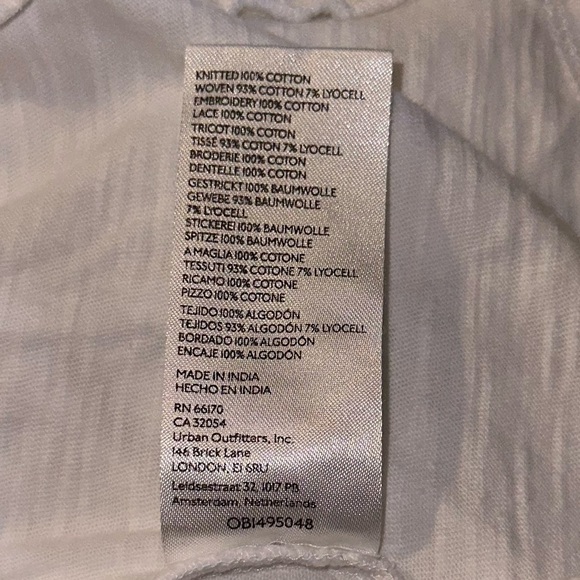 KNITTED 100% COTTON
WOVEN 93% COTTON 7% LYOCELL
EMBROIDERY 100% COTTON
LACE 100% COTTON
TRICOT 100% COTON
TISSÉ 93% COTON 7% LYOCELL
BRODERIE 100% COTON
DENTELLE 100% COTON
GESTRICKT 100% BAUMWOLLE
GEWEBE 93% BAUMWOLLE
7% LYOCELL
STICKEREI 100% BAUMWOLLE
SPITZE 100% BAUMWOLLE
A MAGLIA 100% COTONE
TESSUTI 93% COTONE 7% LYOCELL
RICAMO 100% COTONE
PIZZO 100% COTONE
TEJIDO 100% ALGODÓN
TEJIDOS 93% ALGODÓN 7% LYOCELL
BORDADO 100% ALGODÓN
ENCAJE 100% ALGODÓN
MADE IN INDIA
HECHO EN INDIA
RN 66170
CA 32054
Urban Outfitters, Inc.
146 Brick Lane
LONDON, E1 6RU
Leidsestraat 32, 1017 PB
Amsterdam, Netherlands
OB1495048